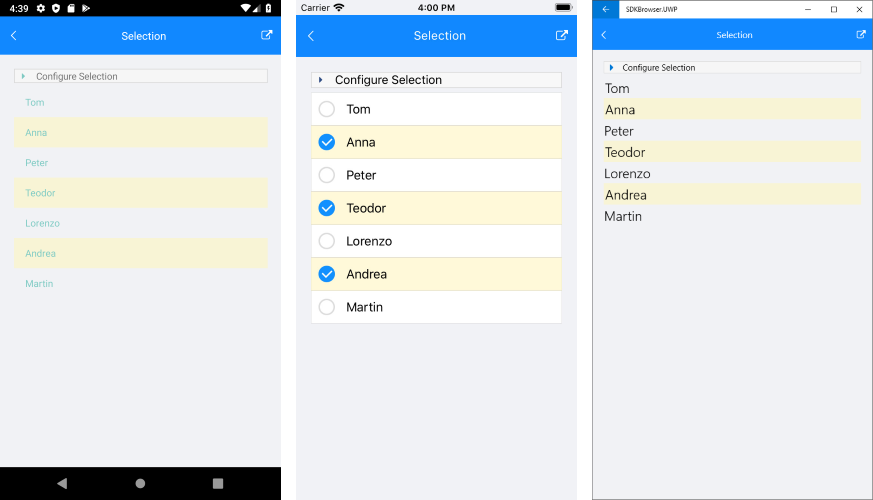 4:39
Selection
Configure Selection
Tom
Anna
Peter
Teodor
Lorenzo
Andrea
Martin
Carrier 4:00 PM
Selection
Configure Selection
Tom
Anna
Peter
Teodor
Lorenzo
Andrea
Martin
SDKBrowser.UWP
Selection
Configure Selection
Tom
Anna
Peter
Teodor
Lorenzo
Andrea
Martin